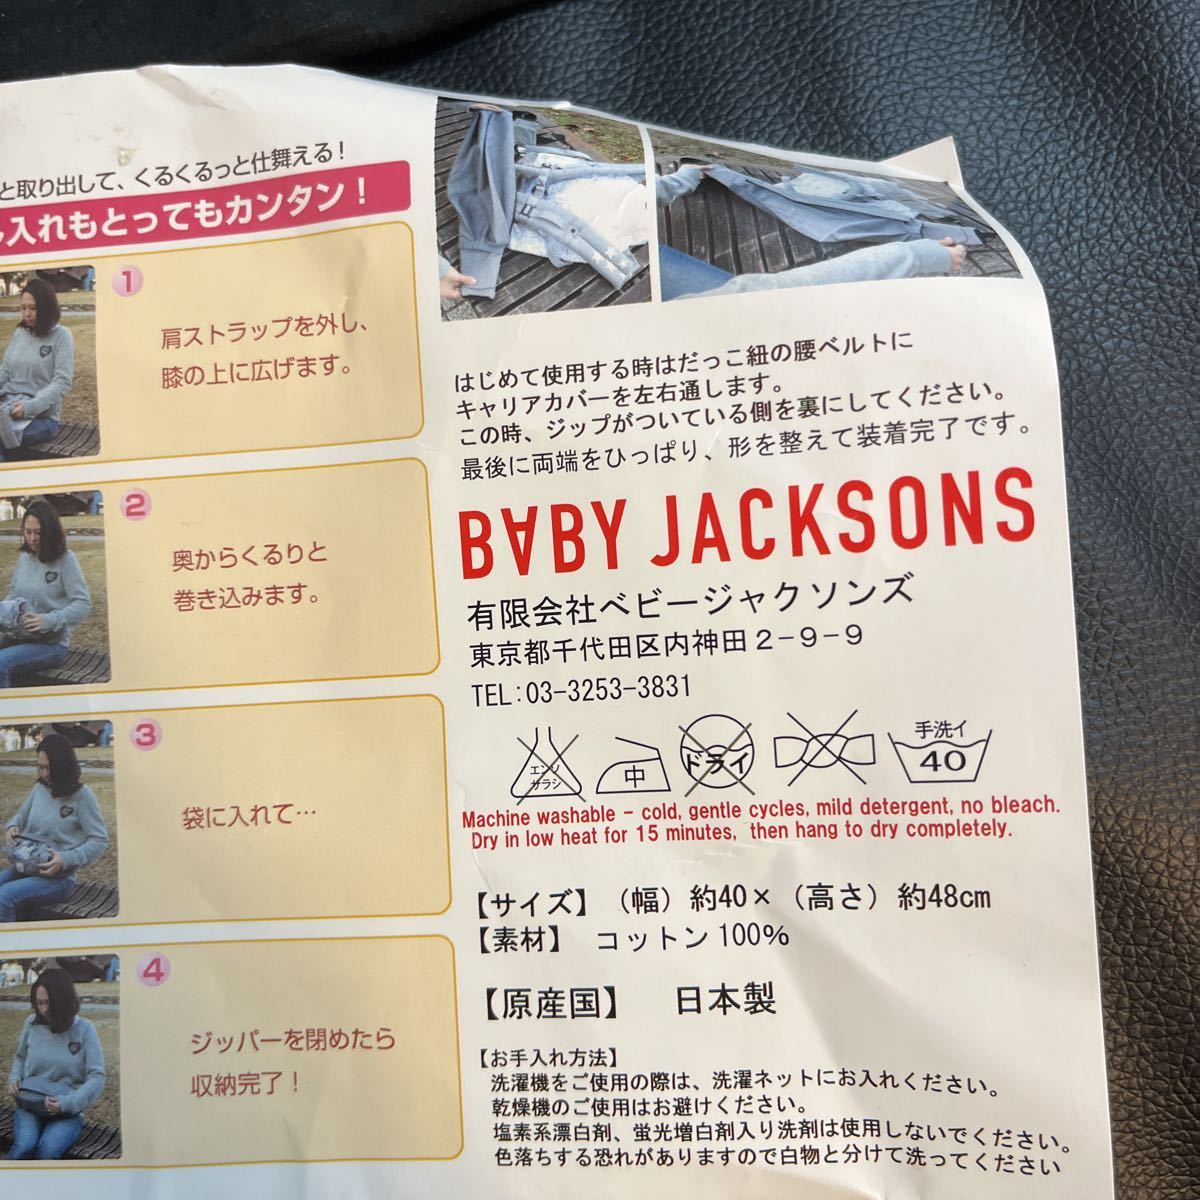 と取り出して、くるくるっと仕舞える！
入れもとってもカンタン！
1
肩ストラップを外し、
膝の上に広げます。
2
奥からくるりと
巻き込みます。
3
袋に入れて…
4
ジッパーを閉めたら
収納完了！
はじめて使用する時はだっこ紐の腰ベルトに
キャリアカバーを左右通します。
この時、ジップがついている側を裏にしてください。
最後に両端をひっぱり、形を整えて装着完了です。
BABY JACKSONS
有限会社ベビージャクソンズ
東京都千代田区内神田２−９−９
TEL:03-3253-3831
エンソ
サラシ
中
ドライ
手洗イ
40
Machine washable - cold, gentle cycles, mild detergent, no bleach.
Dry in low heat for 15 minutes, then hang to dry completely.
【サイズ】（幅）約40×（高さ）約48cm
【素材】 コットン100％
【原産国】 日本製
【お手入れ方法】
洗濯機をご使用の際は、洗濯ネットにお入れください。
乾燥機のご使用はお避けください。
塩素系漂白剤、蛍光増白剤入り洗剤は使用しないでください。
色落ちする恐れがありますので白物と分けて洗ってください